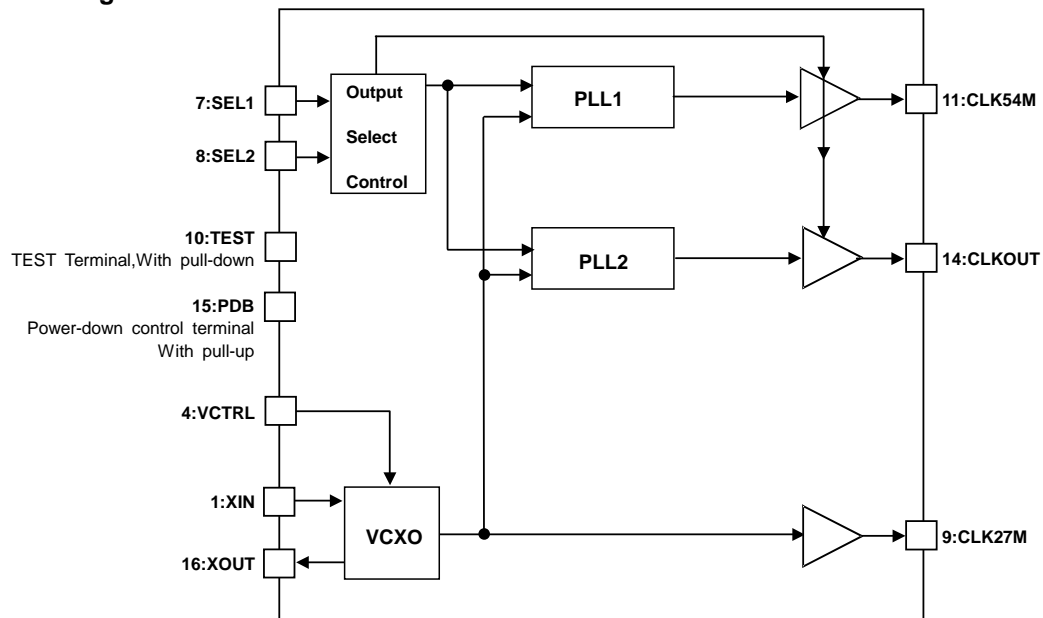 7:SEL1
8:SEL2
Output
Select
Control
PLL1
11:CLK54M
10:TEST
TEST Terminal,With pull-down
PLL2
14:CLKOUT
15:PDB
Power-down control terminal
With pull-up
4:VCTRL
1:XIN
16:XOUT
VCXO
9:CLK27M